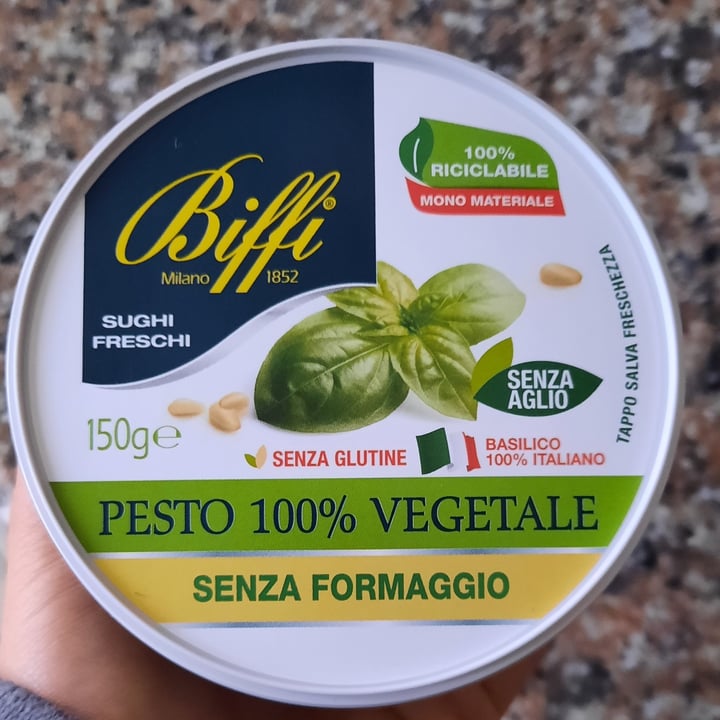 100%
RICICLABILE
MONO MATERIALE
Biffi®
Milano 1852
SUGHI
FRESCHI
TAPPO SALVA FRESCHEZZA
SENZA
AGLIO
150g℮
SENZA GLUTINE
BASILICO
100% ITALIANO
PESTO 100% VEGETALE
SENZA FORMAGGIO